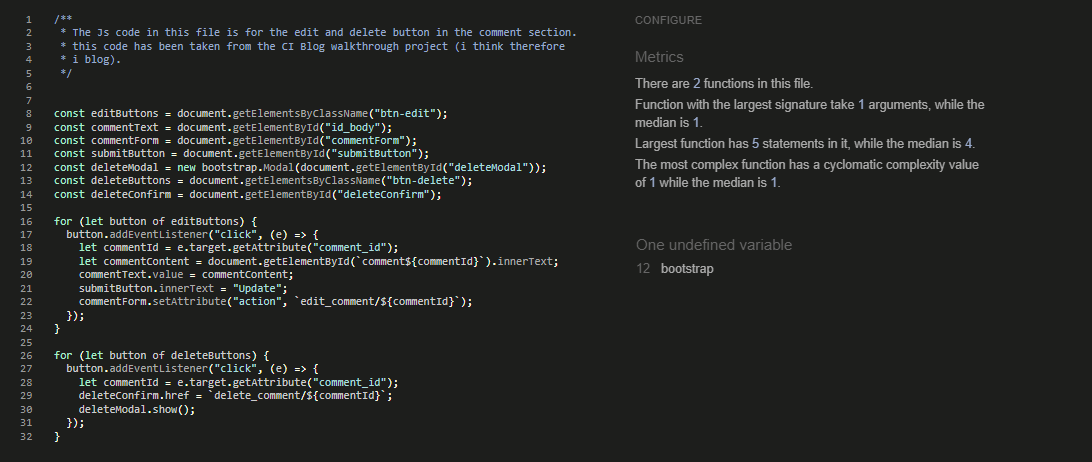 1 /**
2 * The Js code in this file is for the edit and delete button in the comment section.
3 * this code has been taken from the CI Blog walkthrough project (i think therefore
4 * i blog).
5 */
6
7
8 const editButtons = document.getElementsByClassName("btn-edit");
9 const commentText = document.getElementById("id_body");
10 const commentForm = document.getElementById("commentForm");
11 const submitButton = document.getElementById("submitButton");
12 const deleteModal = new bootstrap.Modal(document.getElementById("deleteModal"));
13 const deleteButtons = document.getElementsByClassName("btn-delete");
14 const deleteConfirm = document.getElementById("deleteConfirm");
15
16 for (let button of editButtons) {
17 button.addEventListener("click", (e) => {
18 let commentId = e.target.getAttribute("comment_id");
19 let commentContent = document.getElementById(`comment${commentId}`).innerText;
20 commentText.value = commentContent;
21 submitButton.innerText = "Update";
22 commentForm.setAttribute("action", `edit_comment/${commentId}`);
23 });
24 }
25
26 for (let button of deleteButtons) {
27 button.addEventListener("click", (e) => {
28 let commentId = e.target.getAttribute("comment_id");
29 deleteConfirm.href = `delete_comment/${commentId}`;
30 deleteModal.show();
31 });
32 }
CONFIGURE
Metrics
There are 2 functions in this file.
Function with the largest signature take 1 arguments, while the
median is 1.
Largest function has 5 statements in it, while the median is 4.
The most complex function has a cyclomatic complexity value
of 1 while the median is 1.
One undefined variable
12 bootstrap